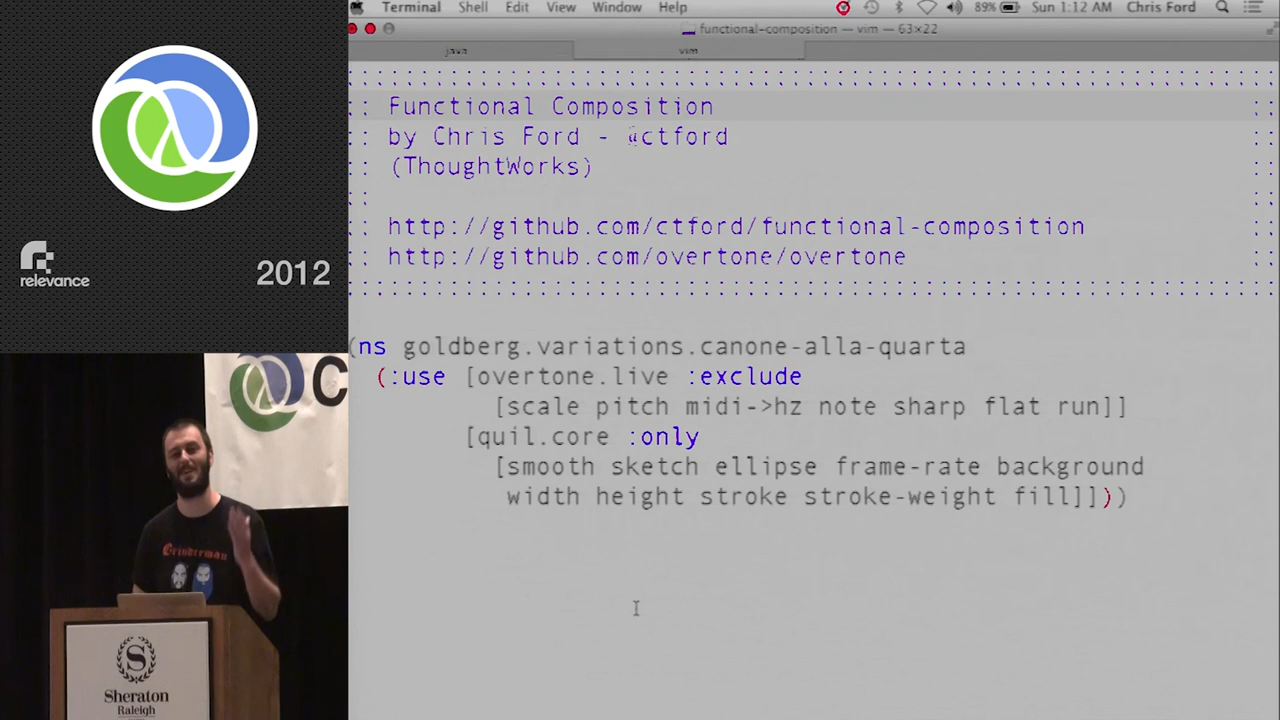 Terminal Shell Edit View Window Help 89% Sun 1:12 AM Chris Ford
functional-composition — vim — 63×22
java vim
:: Functional Composition ::
:: by Chris Ford - @ctford ::
:: (ThoughtWorks) ::
:: http://github.com/ctford/functional-composition ::
:: http://github.com/overtone/overtone ::
(ns goldberg.variations.canone-alla-quarta
(:use [overtone.live :exclude
[scale pitch midi->hz note sharp flat run]]
[quil.core :only
[smooth sketch ellipse frame-rate background
width height stroke stroke-weight fill]]))
relevance
2012
C
Grinderman
S
Sheraton
Raleigh